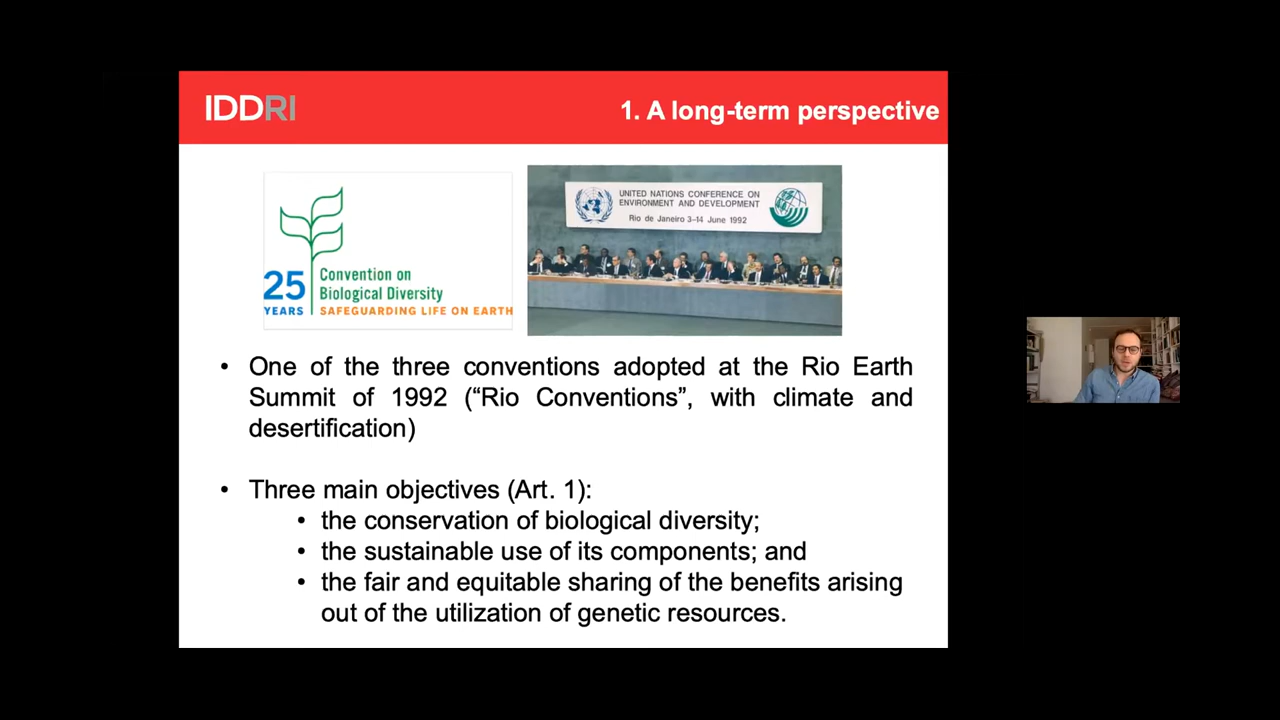 IDDRI
1. A long-term perspective
25
YEARS
Convention on
Biological Diversity
SAFEGUARDING LIFE ON EARTH
UNITED NATIONS CONFERENCE ON
ENVIRONMENT AND DEVELOPMENT
Rio de Janeiro 3–14 June 1992
• One of the three conventions adopted at the Rio Earth
Summit of 1992 (“Rio Conventions”, with climate and
desertification)
• Three main objectives (Art. 1):
• the conservation of biological diversity;
• the sustainable use of its components; and
• the fair and equitable sharing of the benefits arising
out of the utilization of genetic resources.